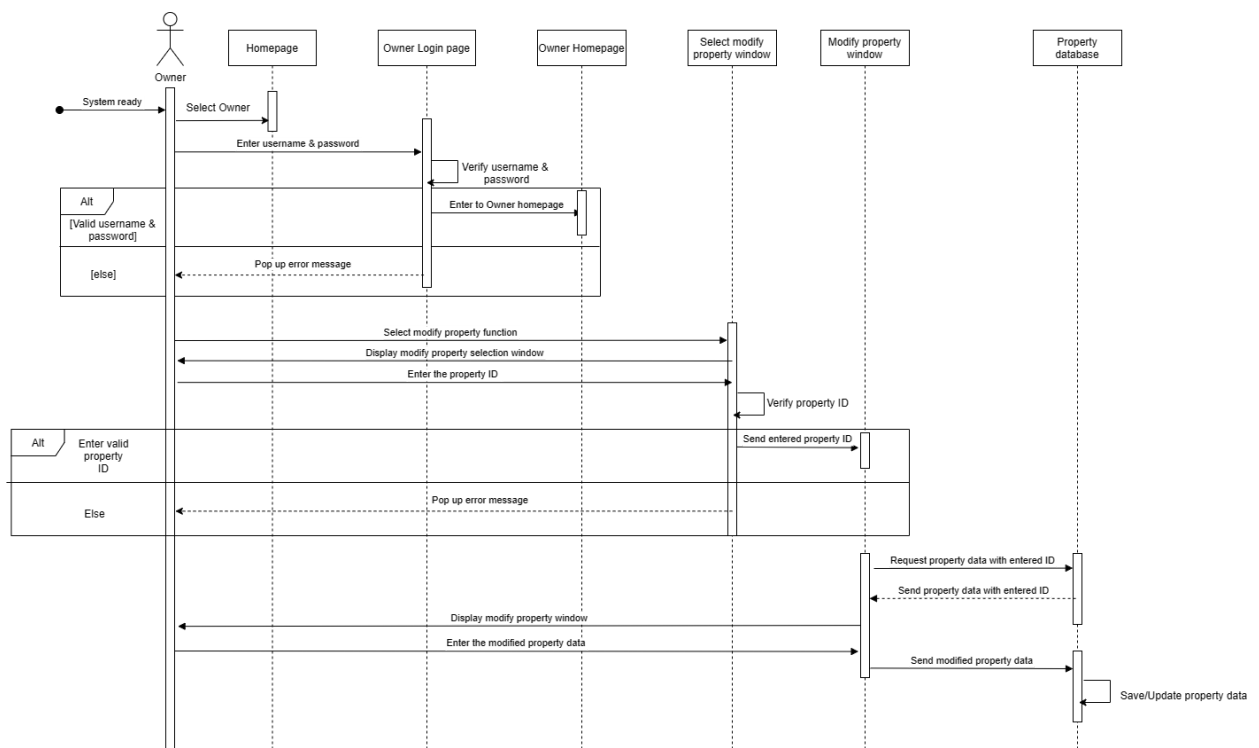 Homepage
Owner Login page
Owner Homepage
Select modify
property window
Modify property
window
Property
database
Owner
System ready
Select Owner
Enter username & password
Verify username &
password
Alt
[Valid username &
password]
Enter to Owner homepage
[else]
Pop up error message
Select modify property function
Display modify property selection window
Enter the property ID
Verify property ID
Alt
Enter valid
property
ID
Send entered property ID
Else
Pop up error message
Request property data with entered ID
Send property data with entered ID
Display modify property window
Enter the modified property data
Send modified property data
Save/Update property data